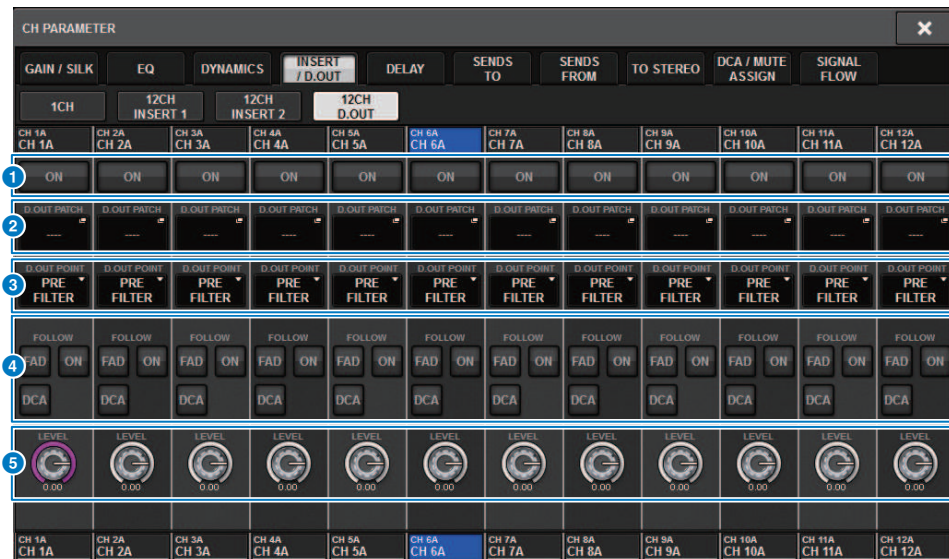 CH PARAMETER
GAIN / SILK EQ DYNAMICS INSERT / D.OUT DELAY SENDS TO SENDS FROM TO STEREO DCA / MUTE ASSIGN SIGNAL FLOW
1CH 12CH INSERT 1 12CH INSERT 2 12CH D.OUT
CH 1A CH 2A CH 3A CH 4A CH 5A CH 6A CH 7A CH 8A CH 9A CH 10A CH 11A CH 12A
CH 1A CH 2A CH 3A CH 4A CH 5A CH 6A CH 7A CH 8A CH 9A CH 10A CH 11A CH 12A
1 ON ON ON ON ON ON ON ON ON ON ON ON
D.OUT PATCH D.OUT PATCH D.OUT PATCH D.OUT PATCH D.OUT PATCH D.OUT PATCH D.OUT PATCH D.OUT PATCH D.OUT PATCH D.OUT PATCH D.OUT PATCH D.OUT PATCH
2 ---- ---- ---- ---- ---- ---- ---- ---- ---- ---- ---- ----
D.OUT POINT D.OUT POINT D.OUT POINT D.OUT POINT D.OUT POINT D.OUT POINT D.OUT POINT D.OUT POINT D.OUT POINT D.OUT POINT D.OUT POINT D.OUT POINT
3 PRE PRE PRE PRE PRE PRE PRE PRE PRE PRE PRE PRE
FILTER FILTER FILTER FILTER FILTER FILTER FILTER FILTER FILTER FILTER FILTER FILTER
FOLLOW FOLLOW FOLLOW FOLLOW FOLLOW FOLLOW FOLLOW FOLLOW FOLLOW FOLLOW FOLLOW FOLLOW
4 FAD ON FAD ON FAD ON FAD ON FAD ON FAD ON FAD ON FAD ON FAD ON FAD ON FAD ON FAD ON
DCA DCA DCA DCA DCA DCA DCA DCA DCA DCA DCA DCA
LEVEL LEVEL LEVEL LEVEL LEVEL LEVEL LEVEL LEVEL LEVEL LEVEL LEVEL LEVEL
5
0.00 0.00 0.00 0.00 0.00 0.00 0.00 0.00 0.00 0.00 0.00 0.00
CH 1A CH 2A CH 3A CH 4A CH 5A CH 6A CH 7A CH 8A CH 9A CH 10A CH 11A CH 12A
CH 1A CH 2A CH 3A CH 4A CH 5A CH 6A CH 7A CH 8A CH 9A CH 10A CH 11A CH 12A